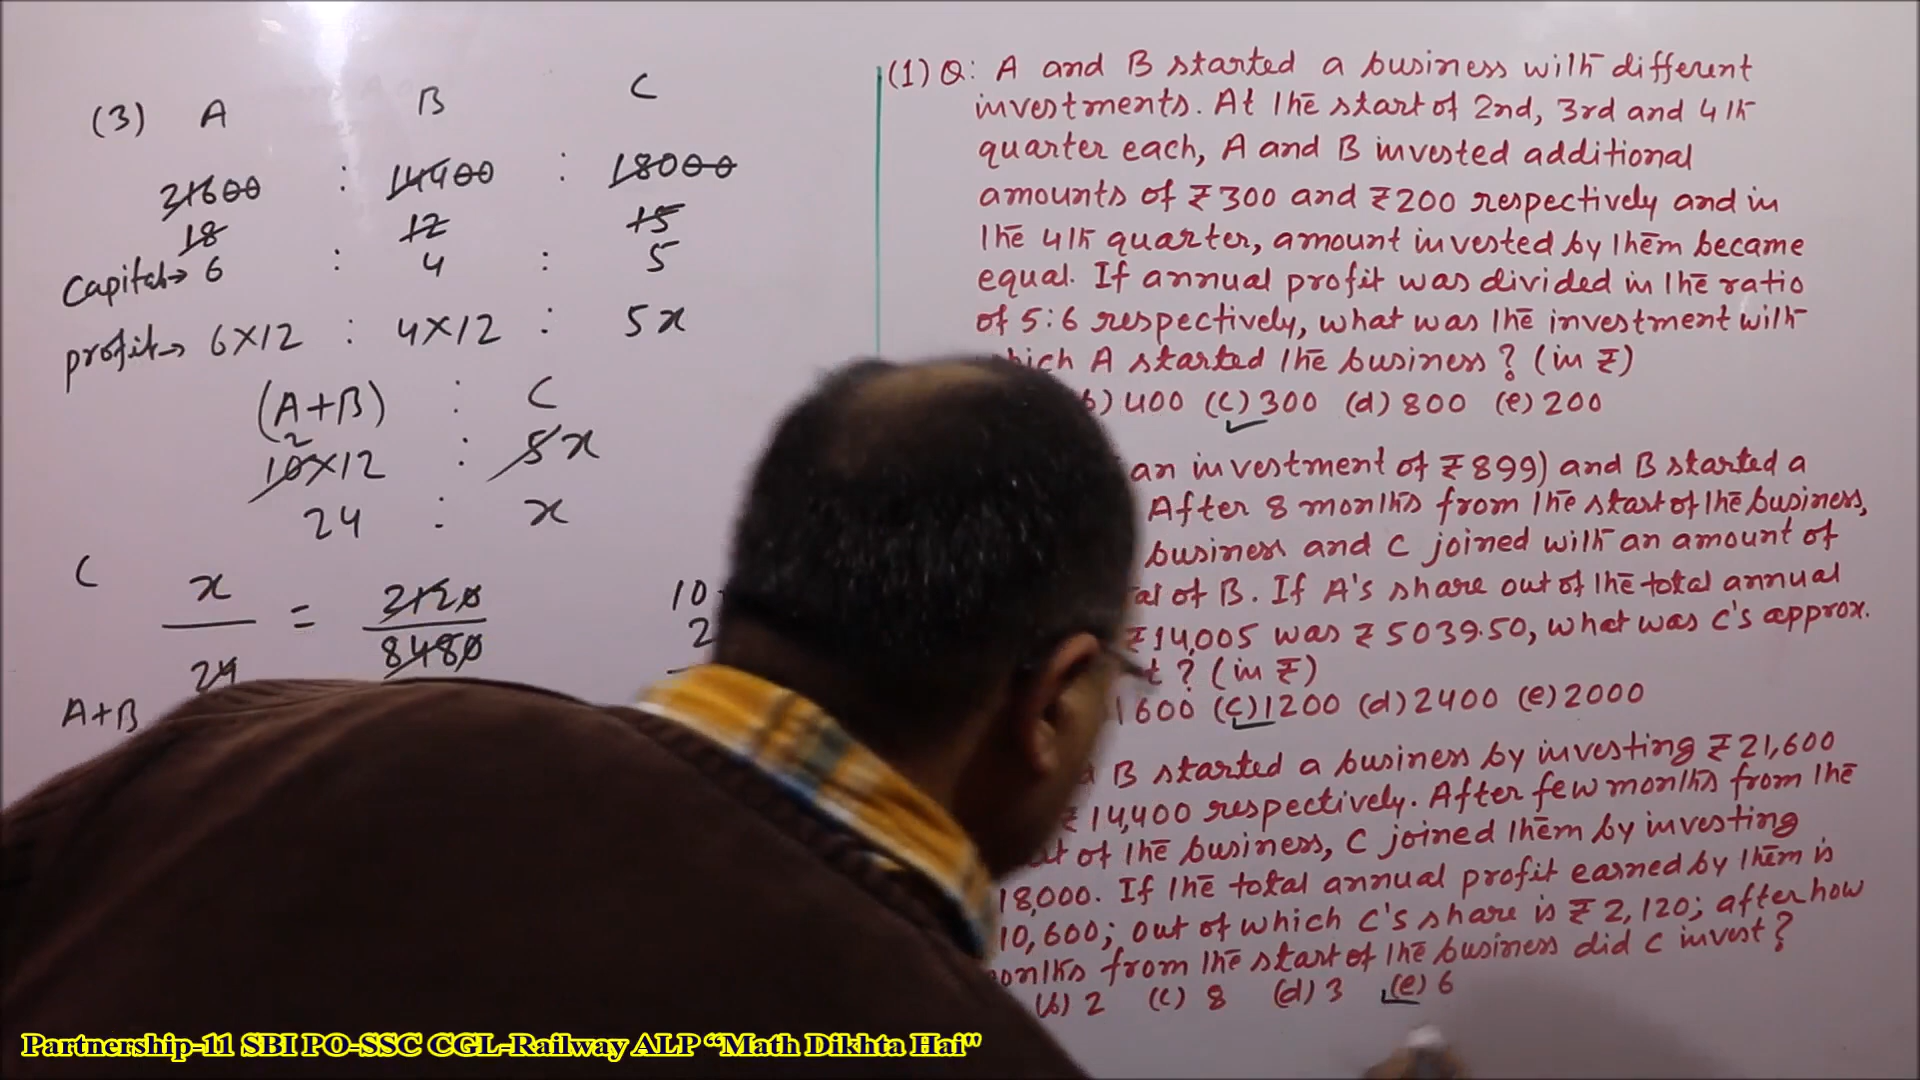 (3) A B C
21600 : 14400 : 18000
18 12 15
Capital→ 6 : 4 : 5
profit→ 6×12 : 4×12 : 5x
(A+B) : C
2
10×12 : 5x
24 : x
C x = 2120 10
24 8480 2
A+B
(1) Q: A and B started a business with different
investments. At the start of 2nd, 3rd and 4th
quarter each, A and B invested additional
amounts of ₹300 and ₹200 respectively and in
the 4th quarter, amount invested by them became
equal. If annual profit was divided in the ratio
of 5:6 respectively, what was the investment with
which A started the business? (in ₹)
400 (c) 300 (d) 800 (e) 200
an investment of ₹899) and B started a
After 8 months from the start of the business,
business and C joined with an amount of
of B. If A's share out of the total annual
₹14,005 was ₹5039.50, what was C's approx.
? (in ₹)
1600 (c) 1200 (d) 2400 (e) 2000
B started a business by investing ₹21,600
₹14,400 respectively. After few months from the
of the business, C joined them by investing
18,000. If the total annual profit earned by them is
10,600; out of which C's share is ₹2,120; after how
months from the start of the business did C invest?
(b) 2 (c) 8 (d) 3 (e) 6
Partnership-11 SBI PO-SSC CGL-Railway ALP “Math Dikhta Hai"